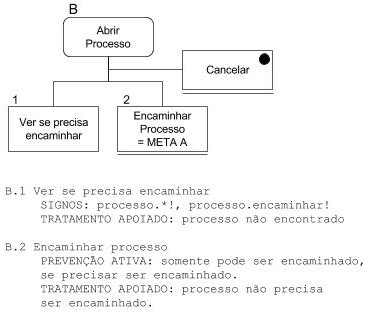 B
Abrir
Processo
Cancelar
1
Ver se precisa
encaminhar
2
Encaminhar
Processo
= META A
B.1 Ver se precisa encaminhar
SIGNOS: processo.*!, processo.encaminhar!
TRATAMENTO APOIADO: processo não encontrado
B.2 Encaminhar processo
PREVENÇÃO ATIVA: somente pode ser encaminhado,
se precisar ser encaminhado.
TRATAMENTO APOIADO: processo não precisa
ser encaminhado.